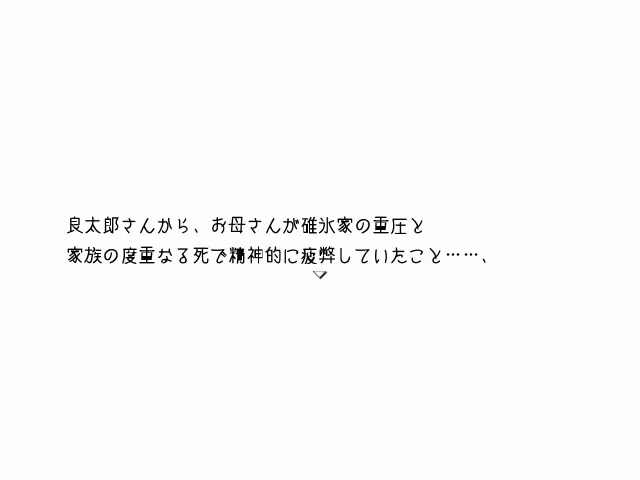 良太郎さんから、お母さんが碓氷家の重圧と
家族の度重なる死で精神的に疲弊していたこと……、